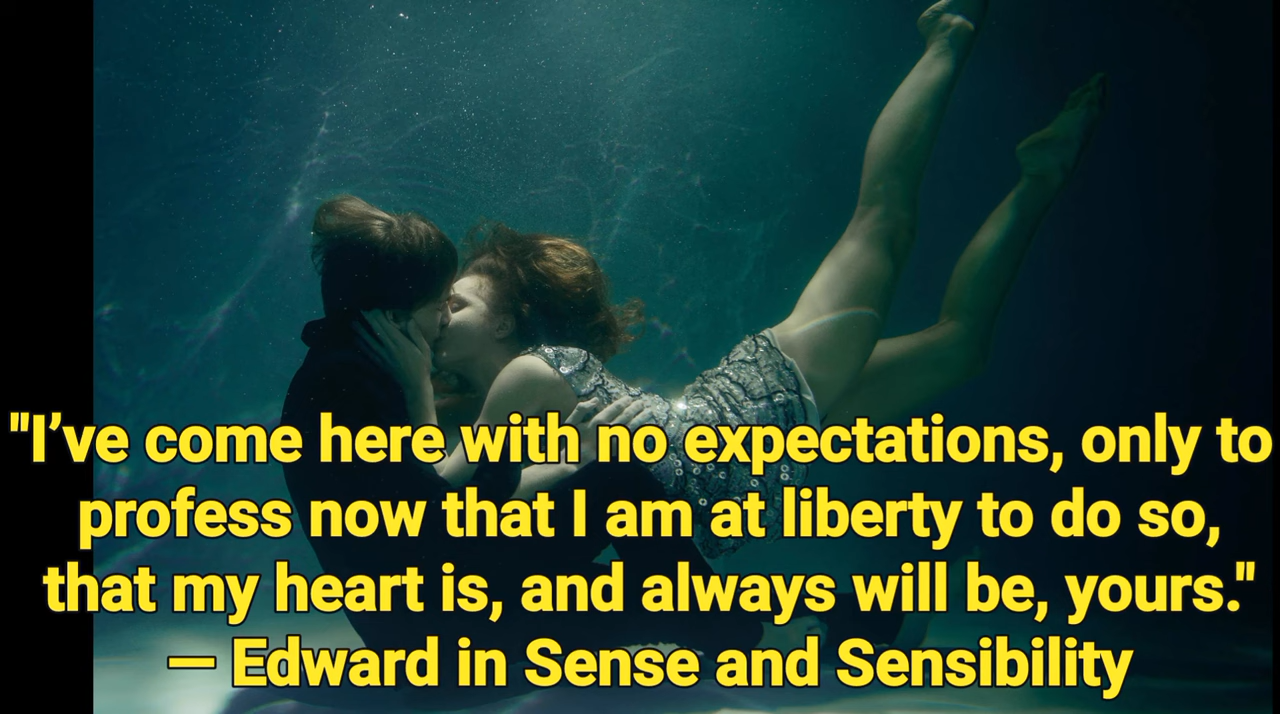 "I’ve come here with no expectations, only to
profess now that I am at liberty to do so,
that my heart is, and always will be, yours."
— Edward in Sense and Sensibility